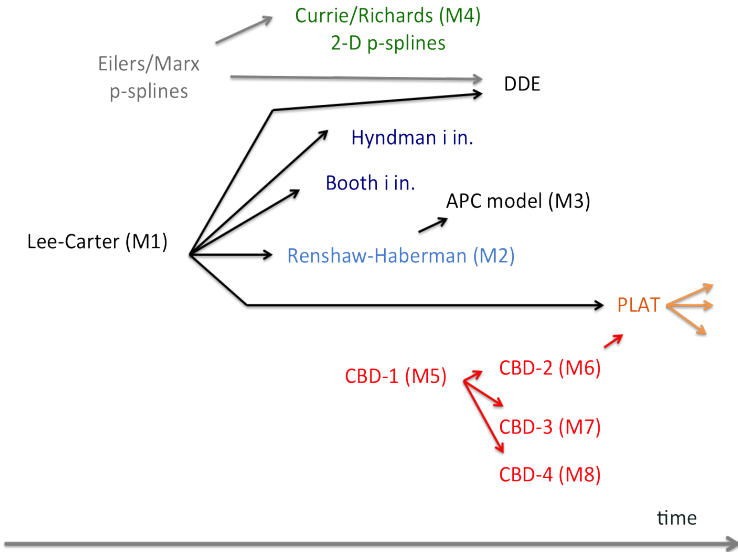 Currie/Richards (M4)
2-D p-splines
Eilers/Marx
p-splines
DDE
Hyndman i in.
Booth i in.
APC model (M3)
Lee-Carter (M1)
Renshaw-Haberman (M2)
PLAT
CBD-1 (M5)
CBD-2 (M6)
CBD-3 (M7)
CBD-4 (M8)
time